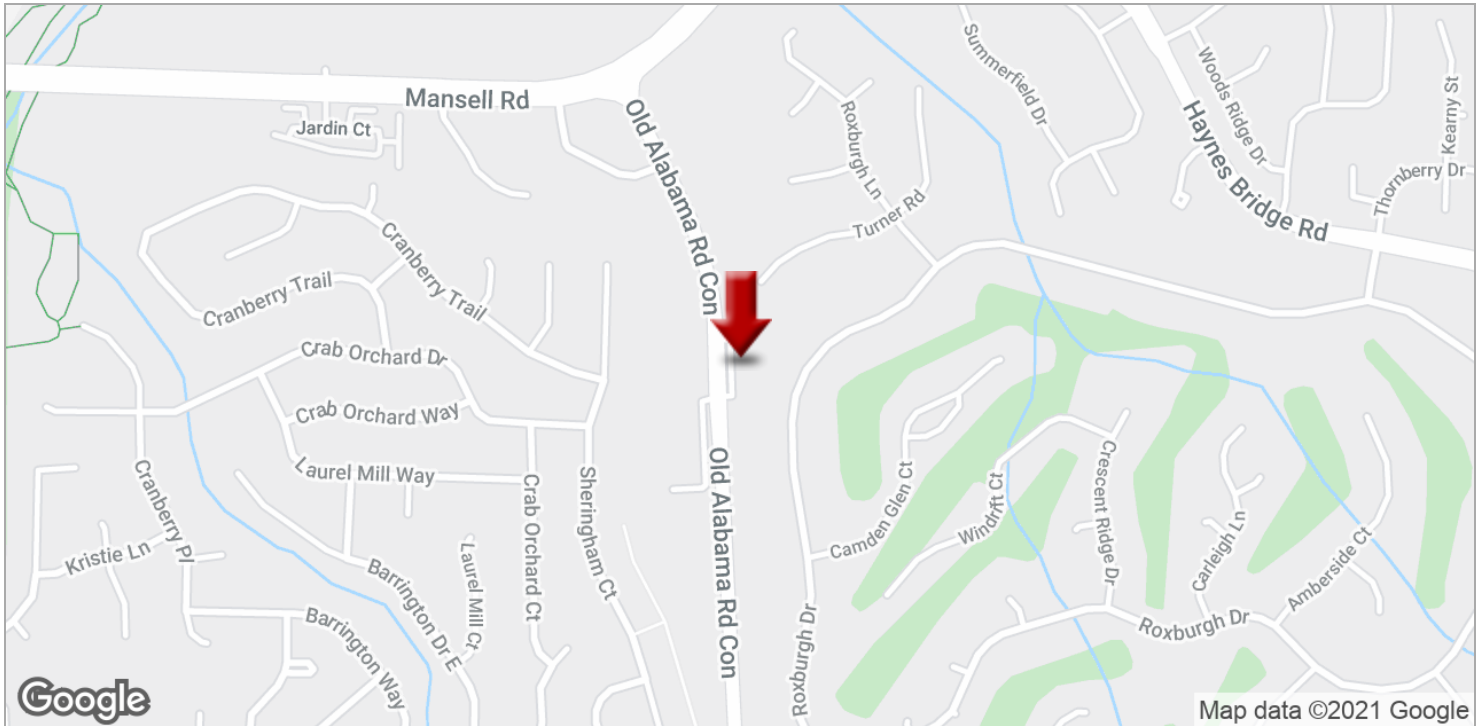 Mansell Rd
Jardin Ct
Old Alabama Rd Con
Summerfield Dr
Woods Ridge Dr
Kearny St
Haynes Bridge Rd
Thornberry Dr
Roxburgh Ln
Turner Rd
Cranberry Trail
Cranberry Trail
Crab Orchard Dr
Crab Orchard Way
Laurel Mill Way
Cranberry Pl
Kristie Ln
Crab Orchard Ct
Sheringham Ct
Laurel Mill Ct
Barrington Dr E
Barrington Way
Old Alabama Rd Con
Camden Glen Ct
Windrift Ct
Crescent Ridge Dr
Carleigh Ln
Amberside Ct
Roxburgh Dr
Roxburgh Dr
Google
Map data ©2021 Google